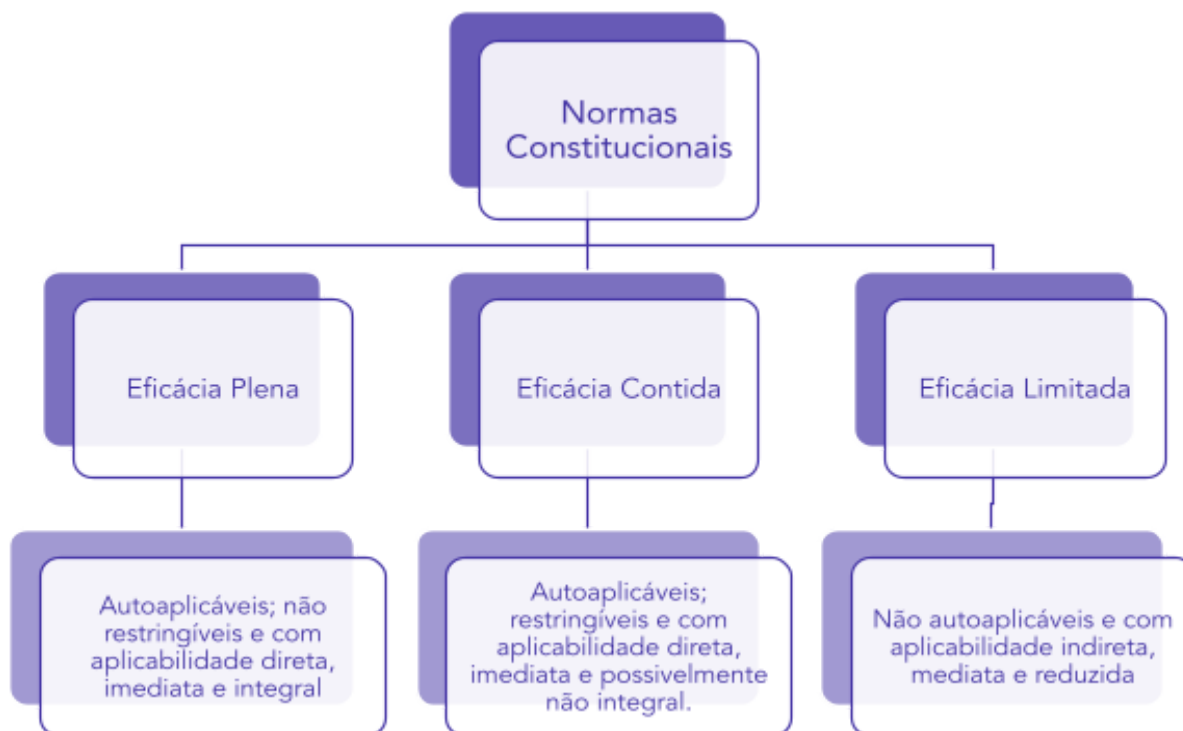 Normas
Constitucionais
Eficácia Plena
Eficácia Contida
Eficácia Limitada
Autoaplicáveis; não
restringíveis e com
aplicabilidade direta,
imediata e integral
Autoaplicáveis;
restringíveis e com
aplicabilidade direta,
imediata e possivelmente
não integral.
Não autoaplicáveis e com
aplicabilidade indireta,
mediata e reduzida